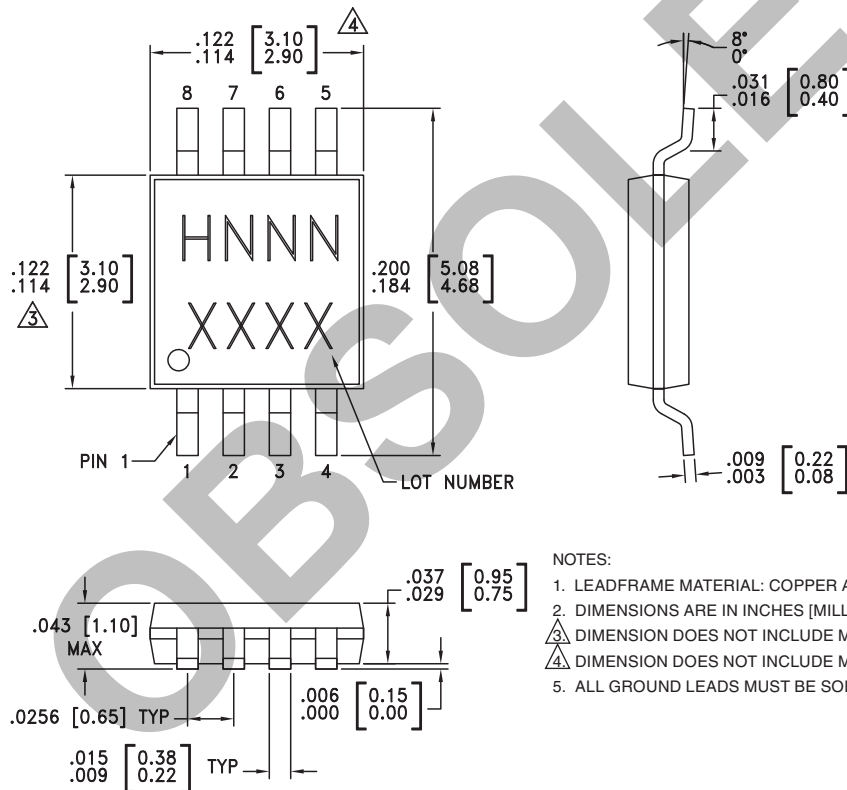 .122 [3.10]
.114 [2.90]
4
8 7 6 5
8°
0°
.031 [0.80]
.016 [0.40]
HNNN
XXXX
.122 [3.10]
.114 [2.90]
3
.200 [5.08]
.184 [4.68]
PIN 1
1 2 3 4
LOT NUMBER
.009 [0.22]
.003 [0.08]
.037 [0.95]
.029 [0.75]
.043 [1.10]
MAX
.0256 [0.65] TYP
.006 [0.15]
.000 [0.00]
.015 [0.38]
.009 [0.22]
TYP
NOTES:
1. LEADFRAME MATERIAL: COPPER
2. DIMENSIONS ARE IN INCHES
3. DIMENSION DOES NOT INCLUDE
4. DIMENSION DOES NOT INCLUDE
5. ALL GROUND LEADS MUST BE
OBSOLE